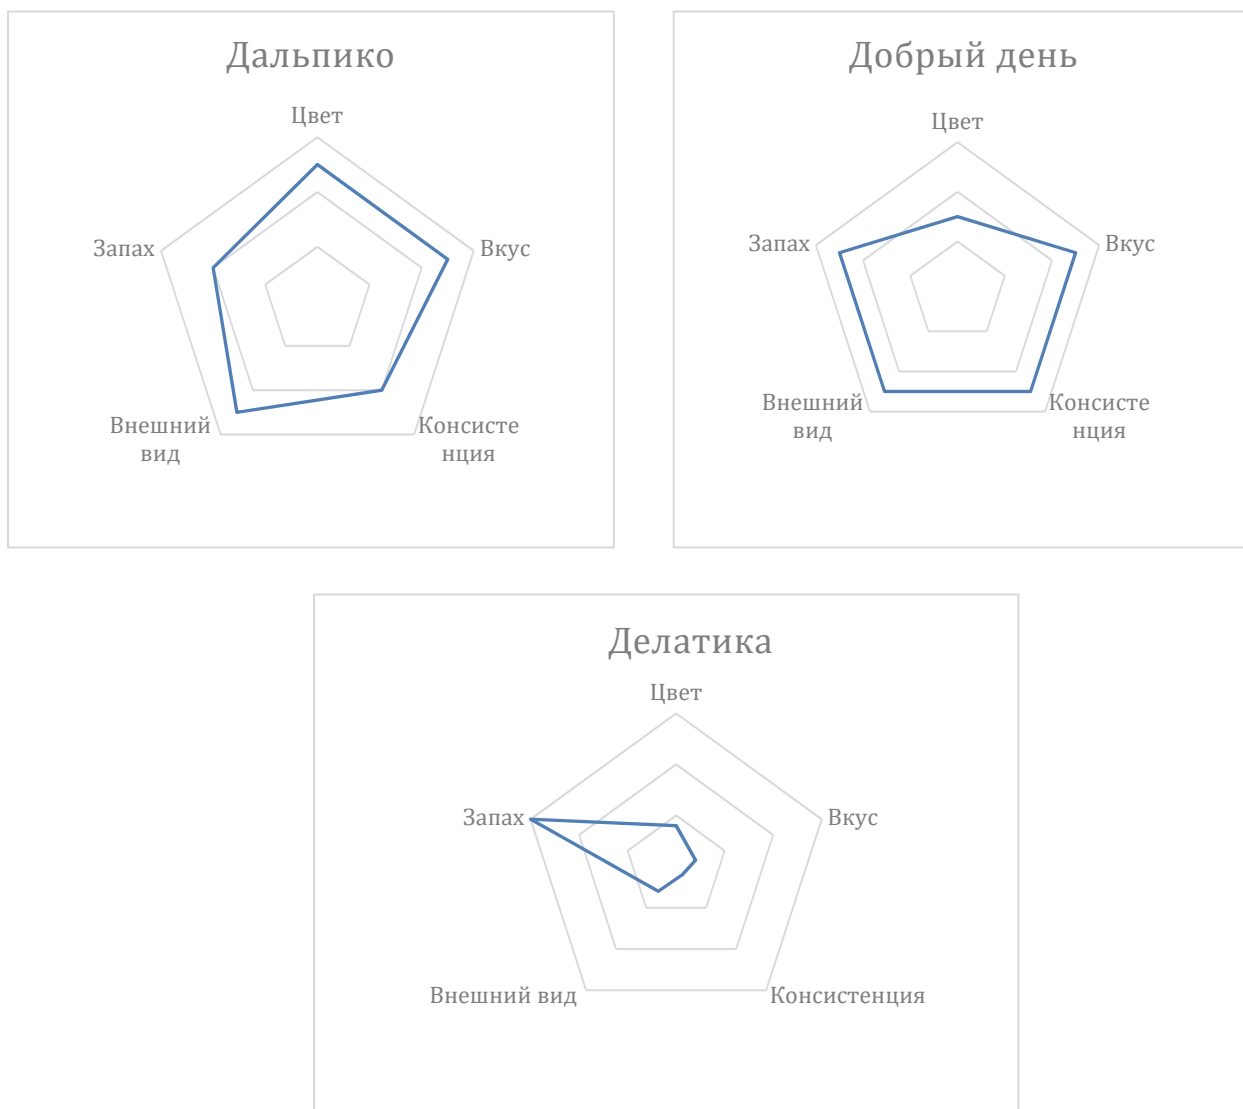 Дальпико
Цвет
Запах
Вкус
Внешний
вид
Консисте
нция
Добрый день
Цвет
Запах
Вкус
Внешний
вид
Консисте
нция
Делатика
Цвет
Запах
Вкус
Внешний вид
Консистенция